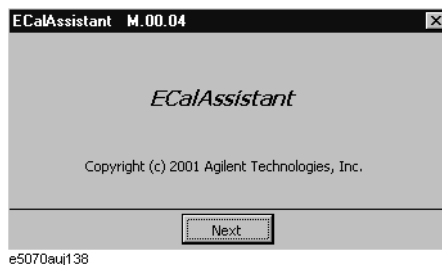 ECalAssistant M.00.04
ECalAssistant
Copyright (c) 2001 Agilent Technologies, Inc.
Next
e5070auj138